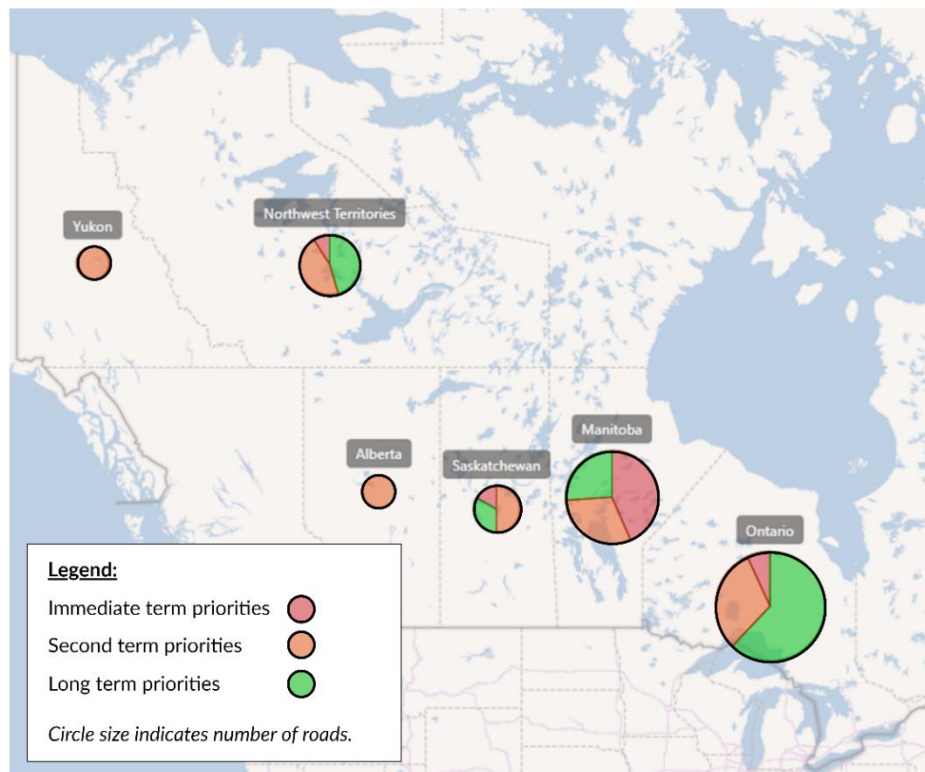 Yukon
Northwest Territories
Alberta
Saskatchewan
Manitoba
Ontario
Legend:
Immediate term priorities
Second term priorities
Long term priorities
Circle size indicates number of roads.